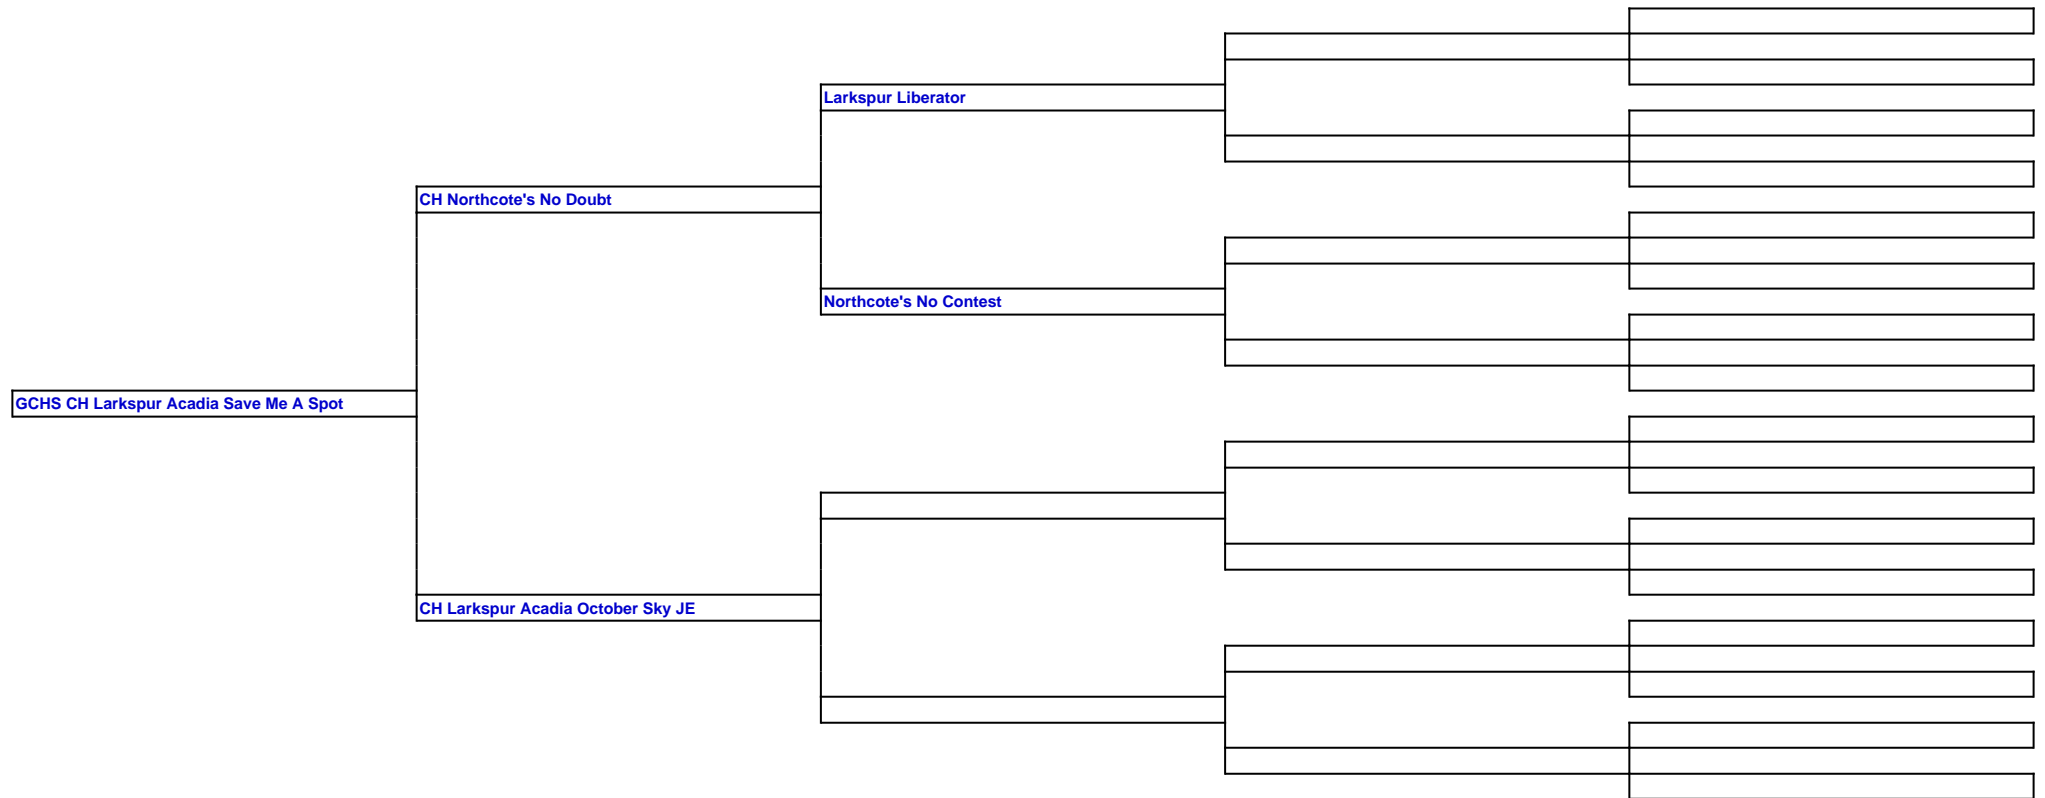 Larkspur Liberator
CH Northcote's No Doubt
Northcote's No Contest
GCHS CH Larkspur Acadia Save Me A Spot
CH Larkspur Acadia October Sky JE